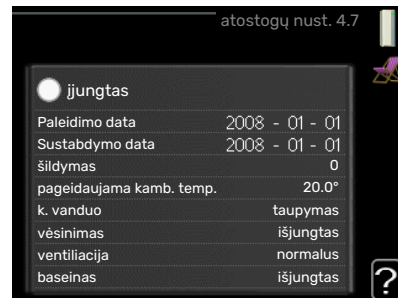 atostogų nust. 4.7
įjungtas
Paleidimo data 2008 - 01 - 01
Sustabdymo data 2008 - 01 - 01
šildymas 0
pageidaujama kamb. temp. 20.0°
k. vanduo taupymas
vėsinimas išjungtas
ventiliacija normalus
baseinas išjungtas
?